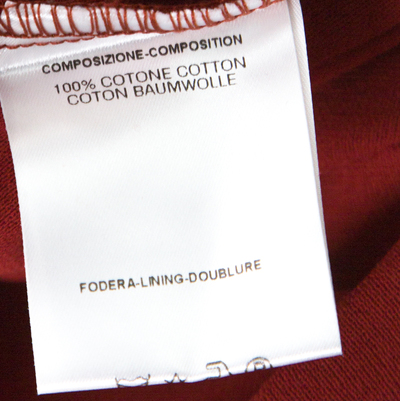 COMPOSIZIONE-COMPOSITION
100% COTONE COTTON
COTON BAUMWOLLE
FODERA-LINING-DOUBLURE